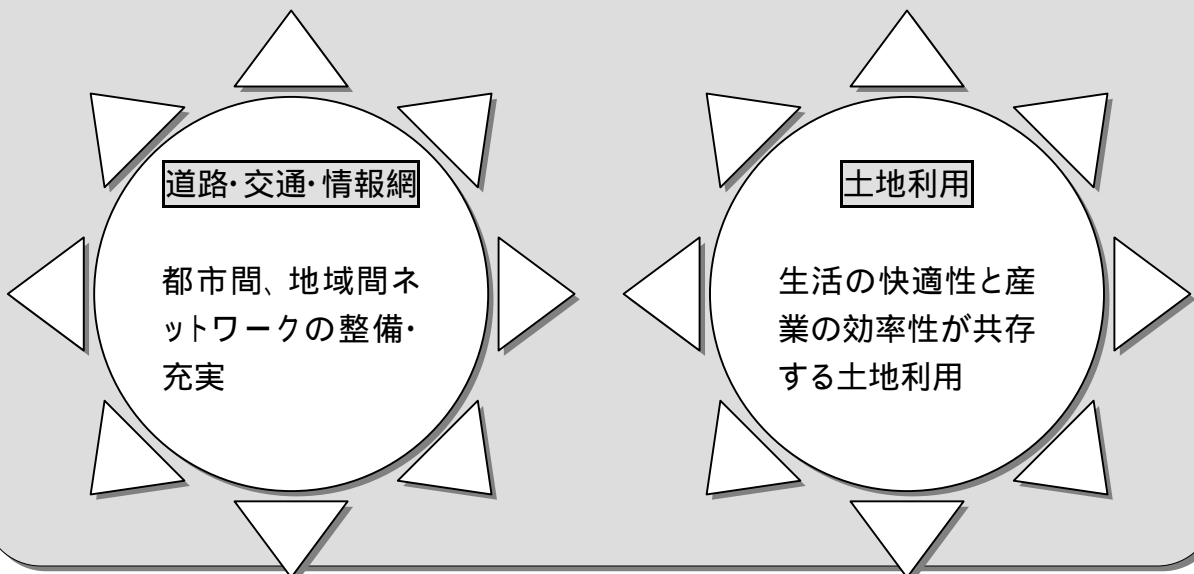 道路・交通・情報網
都市間、地域間ネ
ットワークの整備・
充実
土地利用
生活の快適性と産
業の効率性が共存
する土地利用